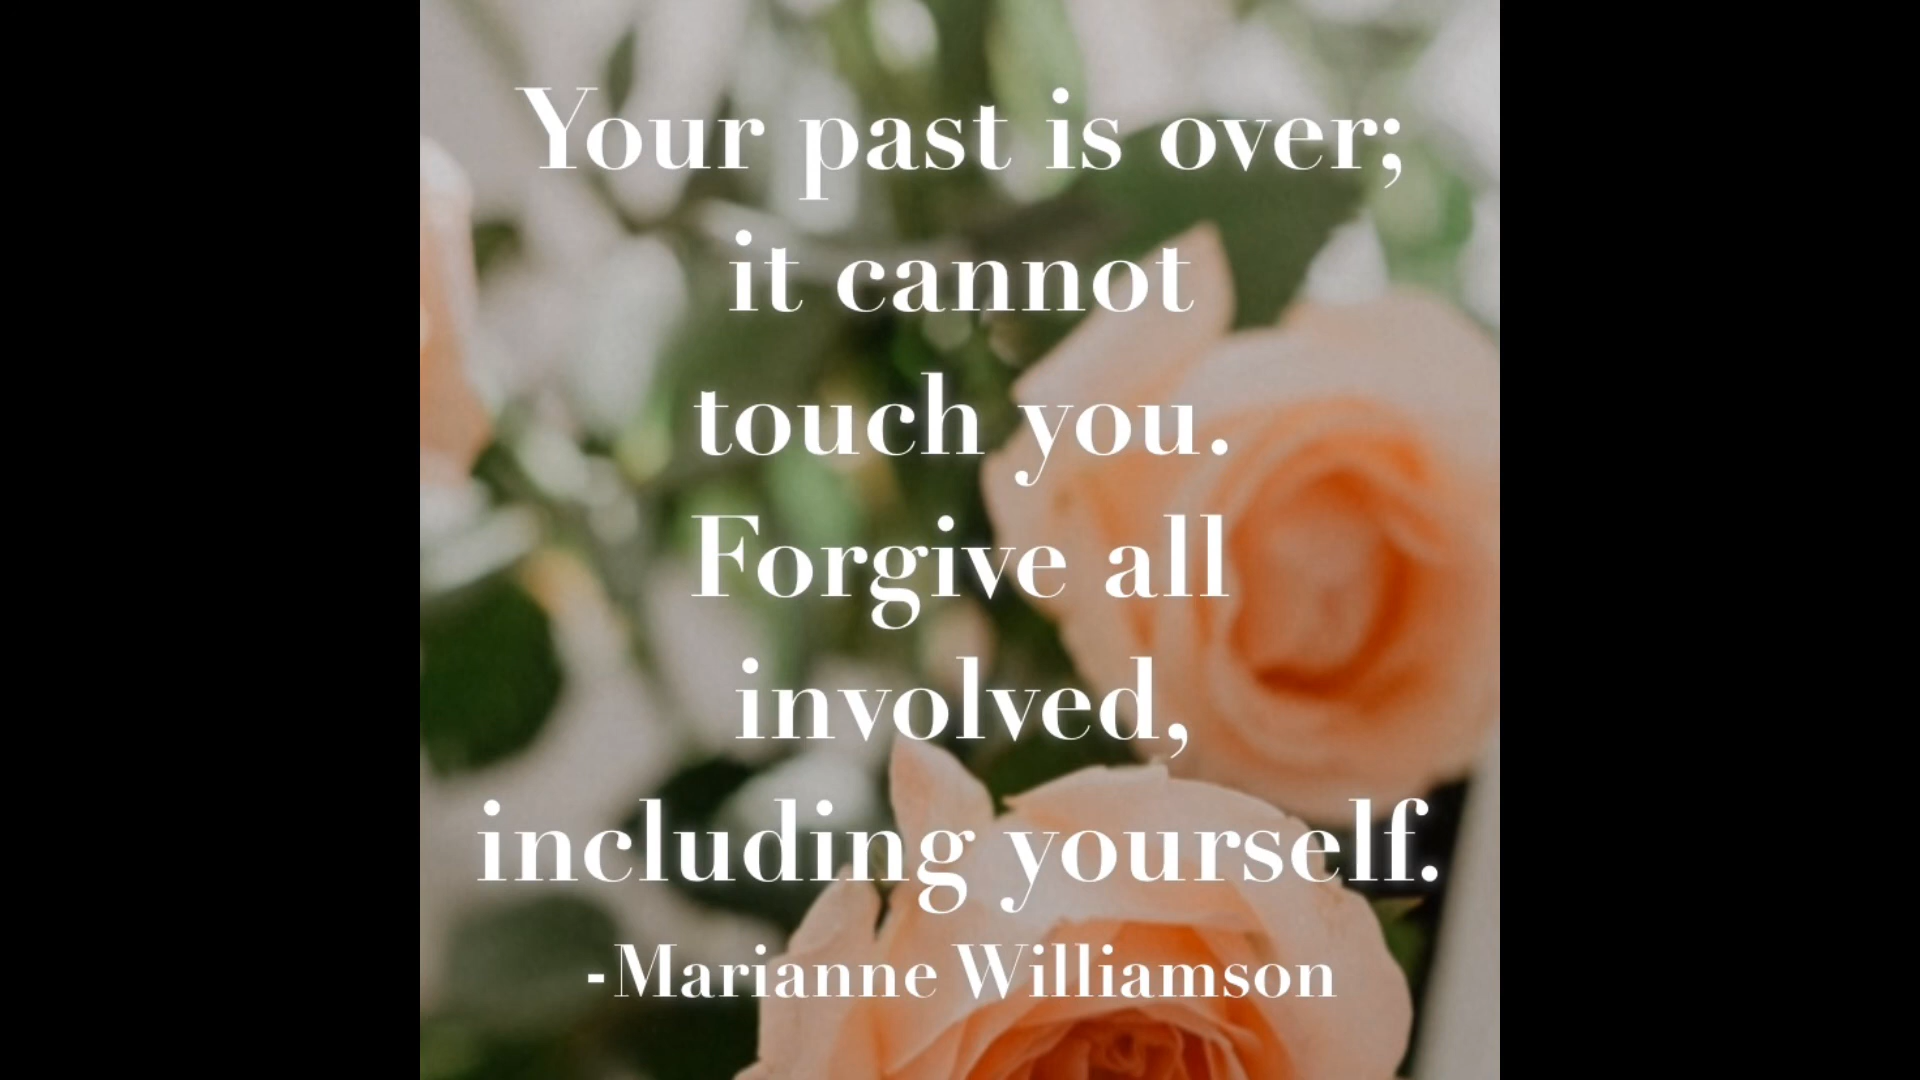 Your past is over;
it cannot
touch you.
Forgive all
involved,
including yourself.
-Marianne Williamson